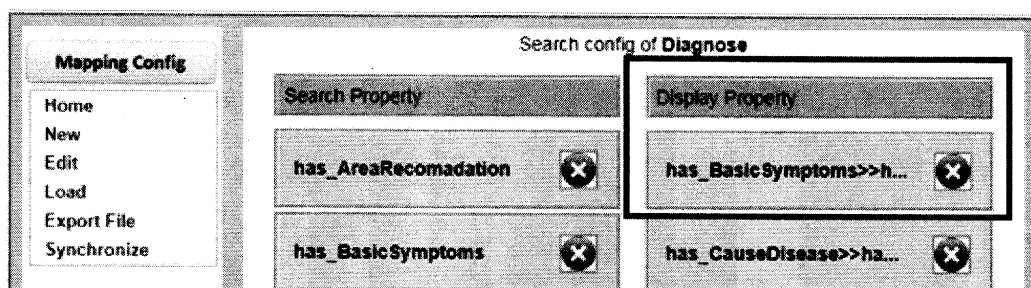 Search config of Diagnose
Mapping Config
Home
New
Edit
Load
Export File
Synchronize
Search Property
Display Property
has_AreaRecomadation
has_BasicSymptoms>>h...
has_BasicSymptoms
has_CauseDisease>>ha...